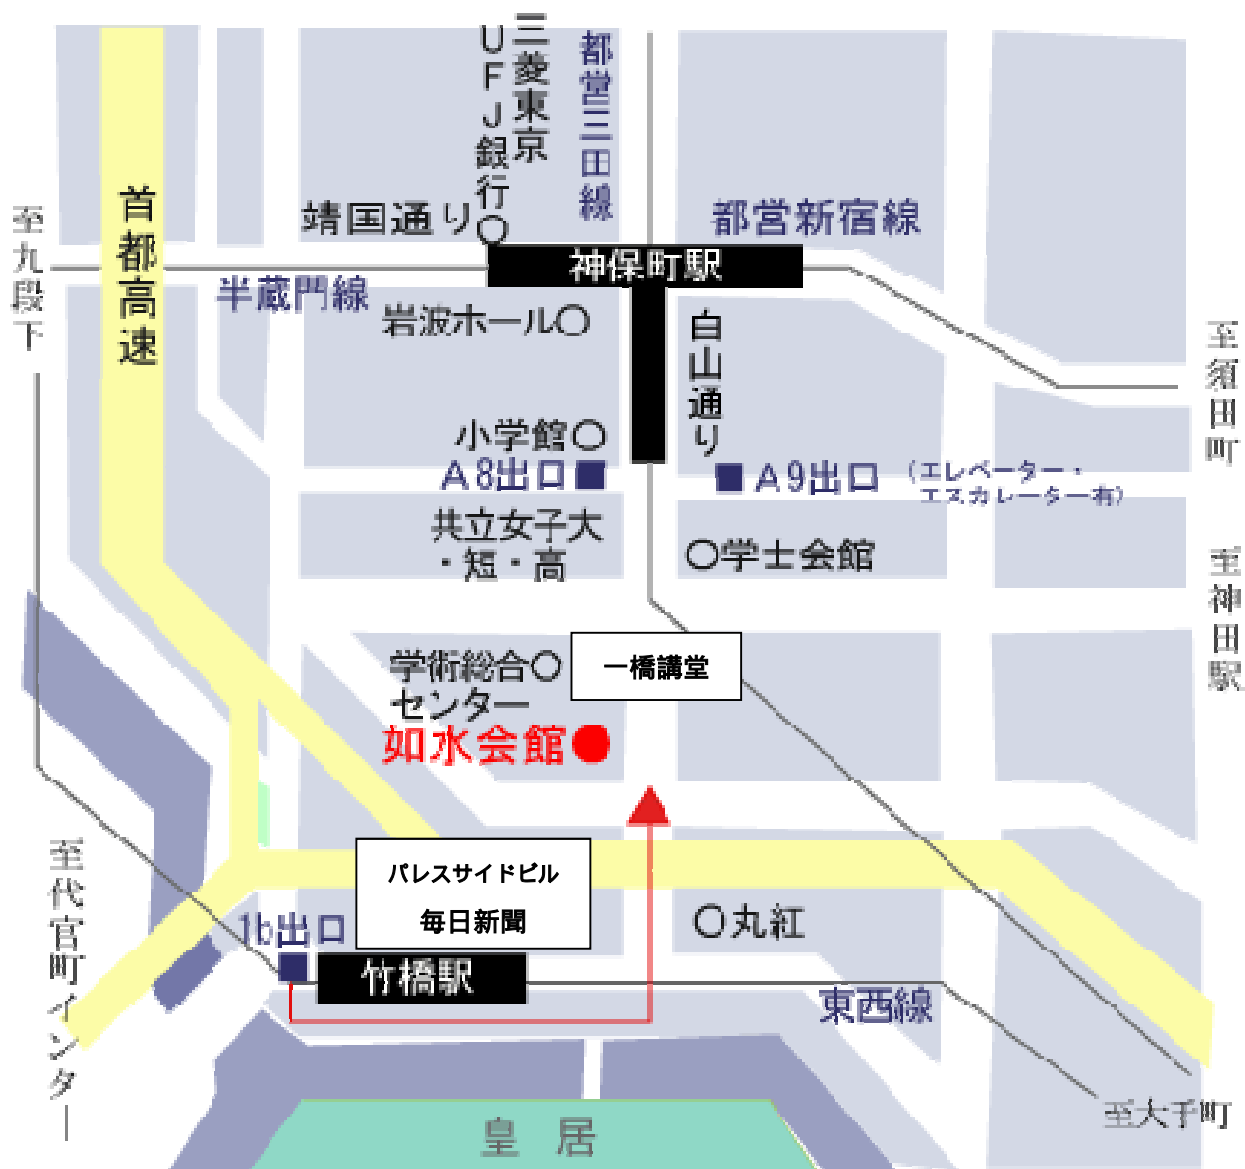 三菱東京
UFJ銀行
都営三田線
首都高速
至九段下
靖国通り
都営新宿線
神保町駅
半蔵門線
岩波ホール
白山通り
至須田町
小学館
A8出口
A9出口
(エレベーター・
エスカレーター有)
共立女子大
・短・高
学士会館
至神田駅
学術総合
センター
一橋講堂
如水会館
パレスサイドビル
毎日新聞
至代官町インター
1b出口
丸紅
竹橋駅
東西線
至大手町
皇居